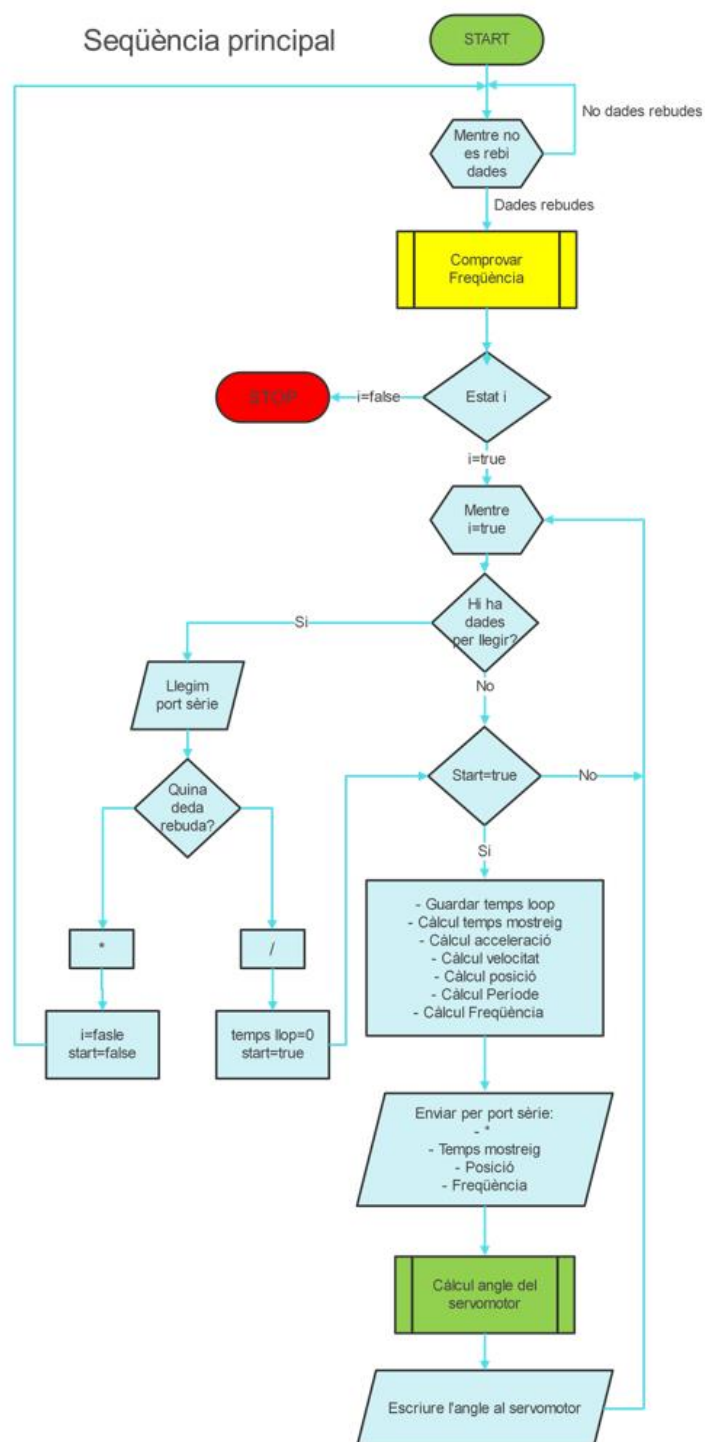 Seqüència principal
START
No dades rebudes
Mentre no
es rebi
dades
Dades rebudes
Comprovar
Freqüència
STOP
i=false
Estat i
i=true
Mentre
i=true
Hi ha
dades
per llegir?
Si
No
Llegim
port sèrie
Quina
deda
rebuda?
Start=true
No
Si
*
/
i=fasle
start=false
temps llop=0
start=true
- Guardar temps loop
- Càlcul temps mostreig
- Càlcul acceleració
- Càlcul velocitat
- Càlcul posició
- Càlcul Període
- Càlcul Freqüència
Enviar per port sèrie:
- *
- Temps mostreig
- Posició
- Freqüència
Càlcul angle del
servomotor
Escriure l'angle al servomotor